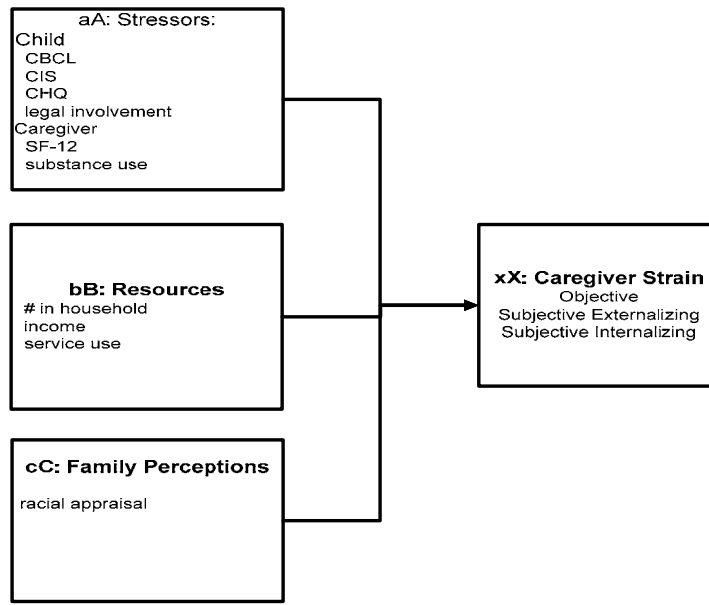 aA: Stressors:
Child
CBCL
CIS
CHQ
legal involvement
Caregiver
SF-12
substance use
bB: Resources
# in household
income
service use
cC: Family Perceptions
racial appraisal
xX: Caregiver Strain
Objective
Subjective Externalizing
Subjective Internalizing